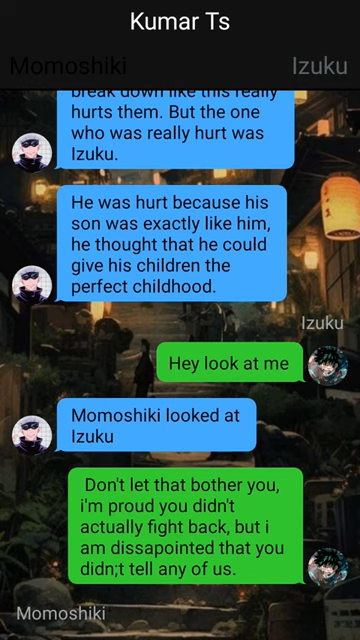 Kumar Ts
Momoshiki
Izuku
break down like this really
hurts them. But the one
who was really hurt was
Izuku.
He was hurt because his
son was exactly like him,
he thought that he could
give his children the
perfect childhood.
Izuku
Hey look at me
Momoshiki looked at
Izuku
Don't let that bother you,
i'm proud you didn't
actually fight back, but i
am dissapointed that you
didn;t tell any of us.
Momoshiki